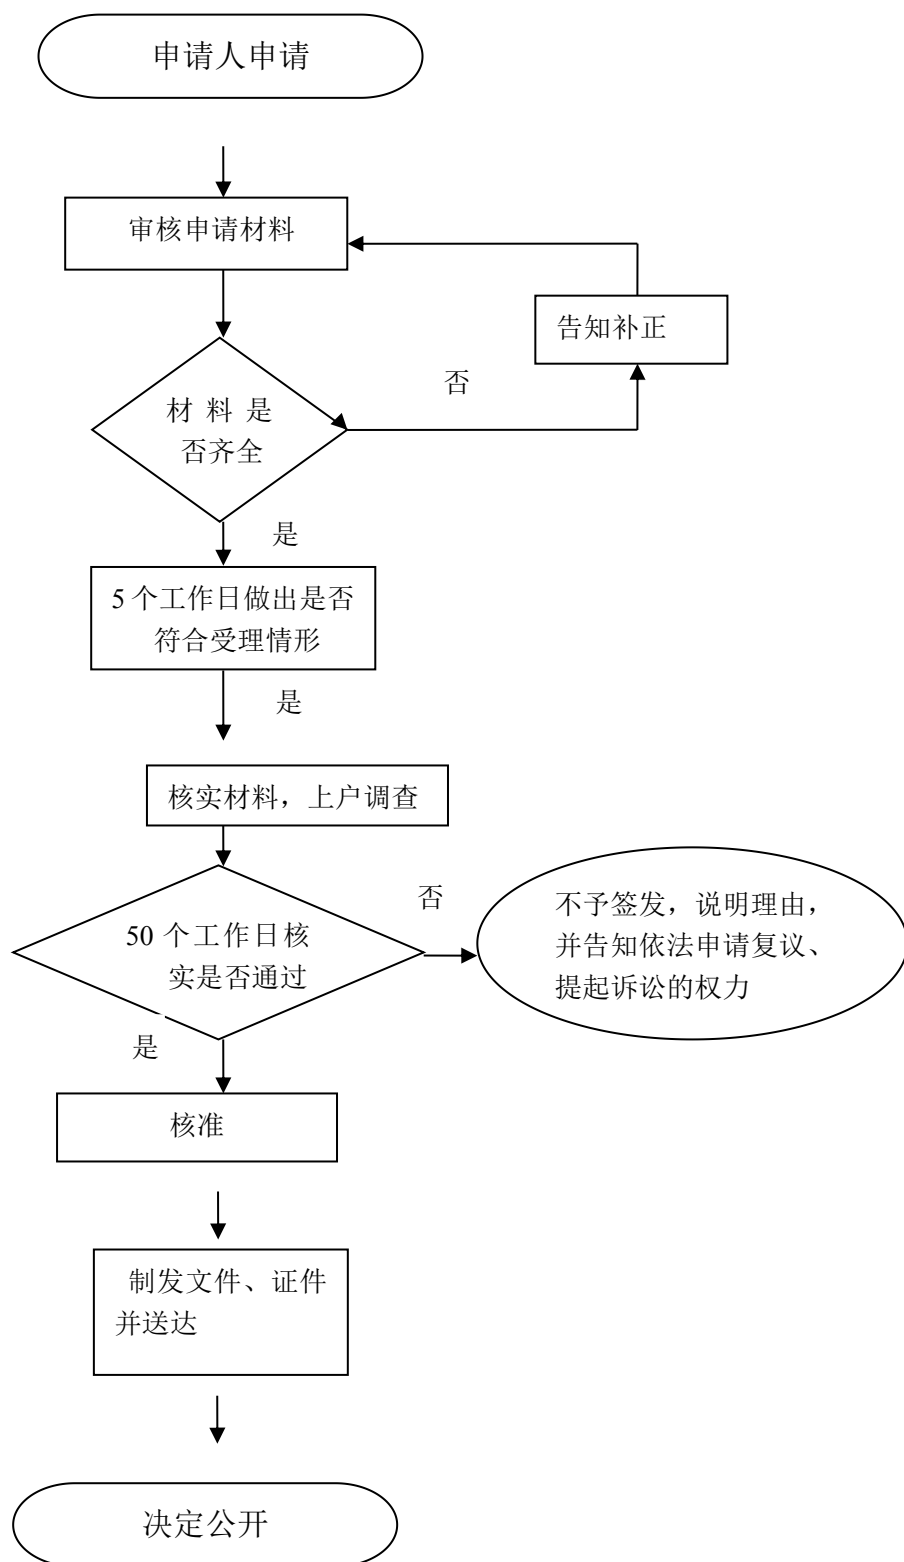 申请人申请
审核申请材料
告知补正
否
材 料 是
否齐全
是
5 个工作日做出是否
符合受理情形
是
核实材料，上户调查
50 个工作日核
实是否通过
否
不予签发，说明理由，
并告知依法申请复议、
提起诉讼的权力
是
核准
制发文件、证件
并送达
决定公开